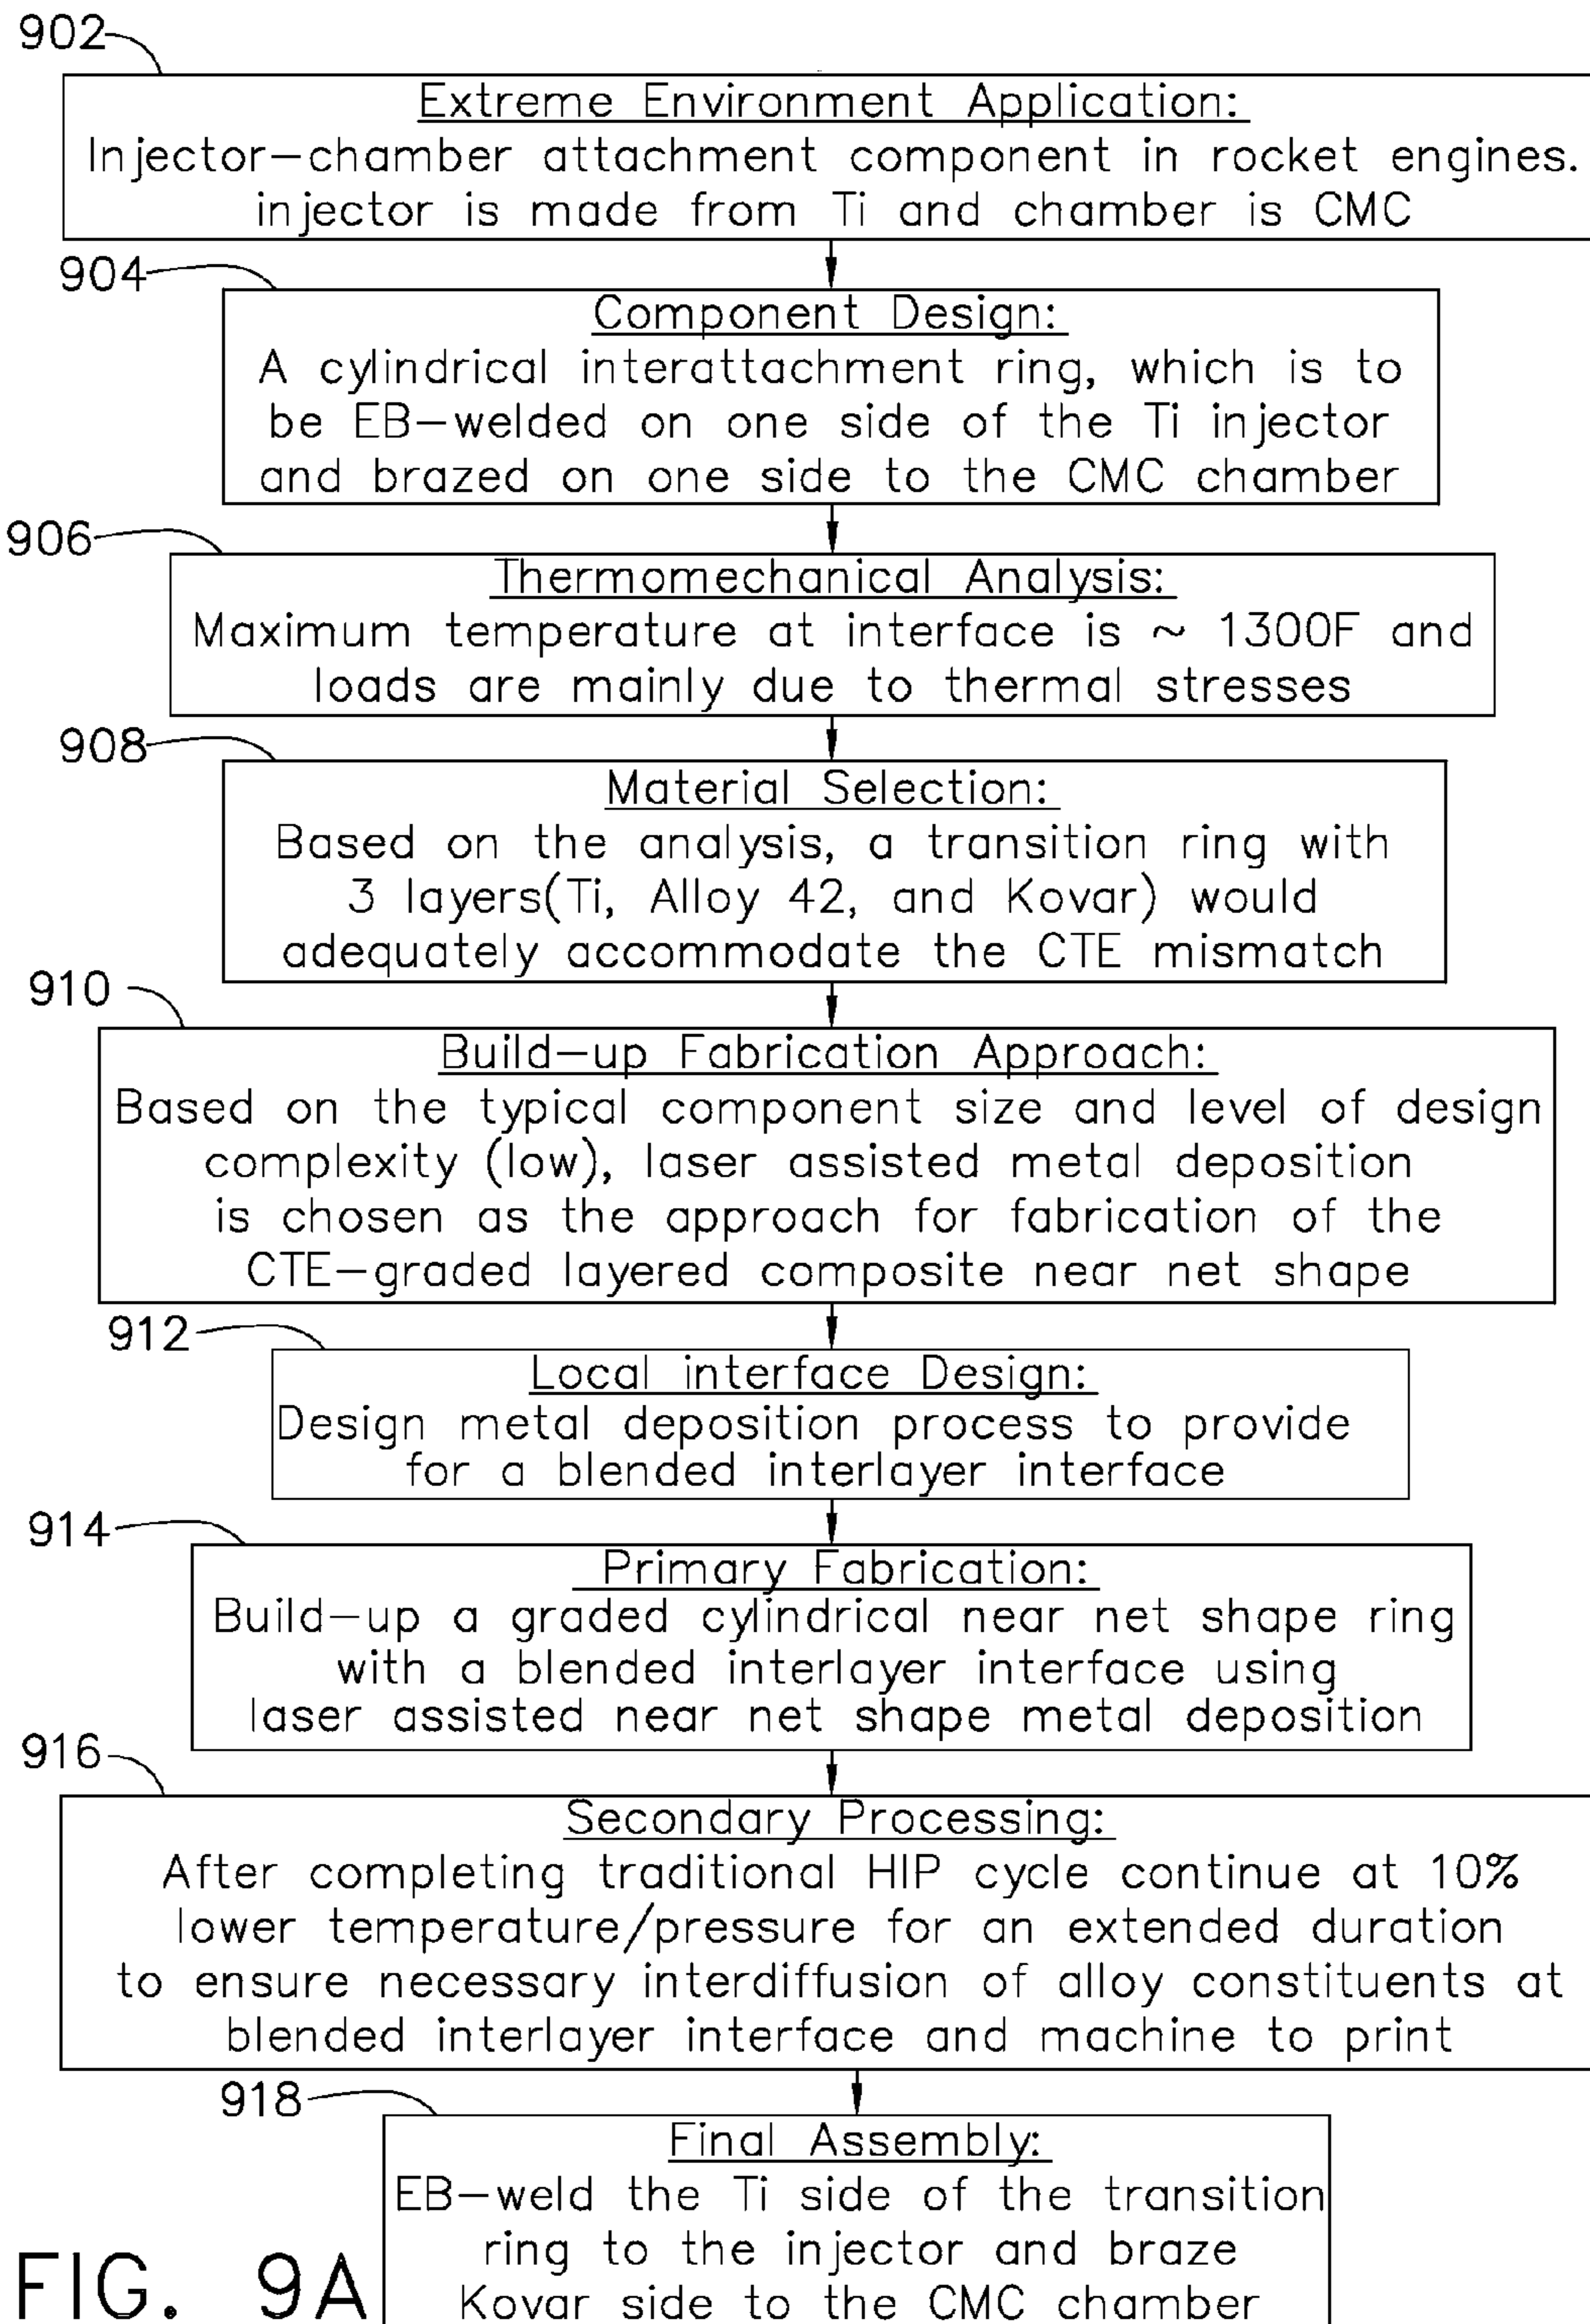 902
Extreme Environment Application:
Injector-chamber attachment component in rocket engines.
injector is made from Ti and chamber is CMC
904
Component Design:
A cylindrical interattachment ring, which is to
be EB-welded on one side of the Ti injector
and brazed on one side to the CMC chamber
906
Thermomechanical Analysis:
Maximum temperature at interface is ~ 1300F and
loads are mainly due to thermal stresses
908
Material Selection:
Based on the analysis, a transition ring with
3 layers(Ti, Alloy 42, and Kovar) would
adequately accommodate the CTE mismatch
910
Build-up Fabrication Approach:
Based on the typical component size and level of design
complexity (low), laser assisted metal deposition
is chosen as the approach for fabrication of the
CTE-graded layered composite near net shape
912
Local interface Design:
Design metal deposition process to provide
for a blended interlayer interface
914
Primary Fabrication:
Build-up a graded cylindrical near net shape ring
with a blended interlayer interface using
laser assisted near net shape metal deposition
916
Secondary Processing:
After completing traditional HIP cycle continue at 10%
lower temperature/pressure for an extended duration
to ensure necessary interdiffusion of alloy constituents at
blended interlayer interface and machine to print
918
Final Assembly:
EB-weld the Ti side of the transition
ring to the injector and braze
Kovar side to the CMC chamber
FIG. 9A